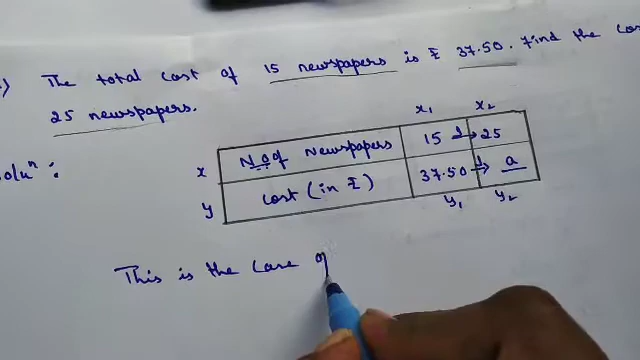 The total cost of 15 newspapers is ₹ 37.50. Find the
25 newspapers.
x₁ x₂
x No of Newspapers 15 25
y Cost (in ₹) 37.50 a
y₁ y₂
This is the case of